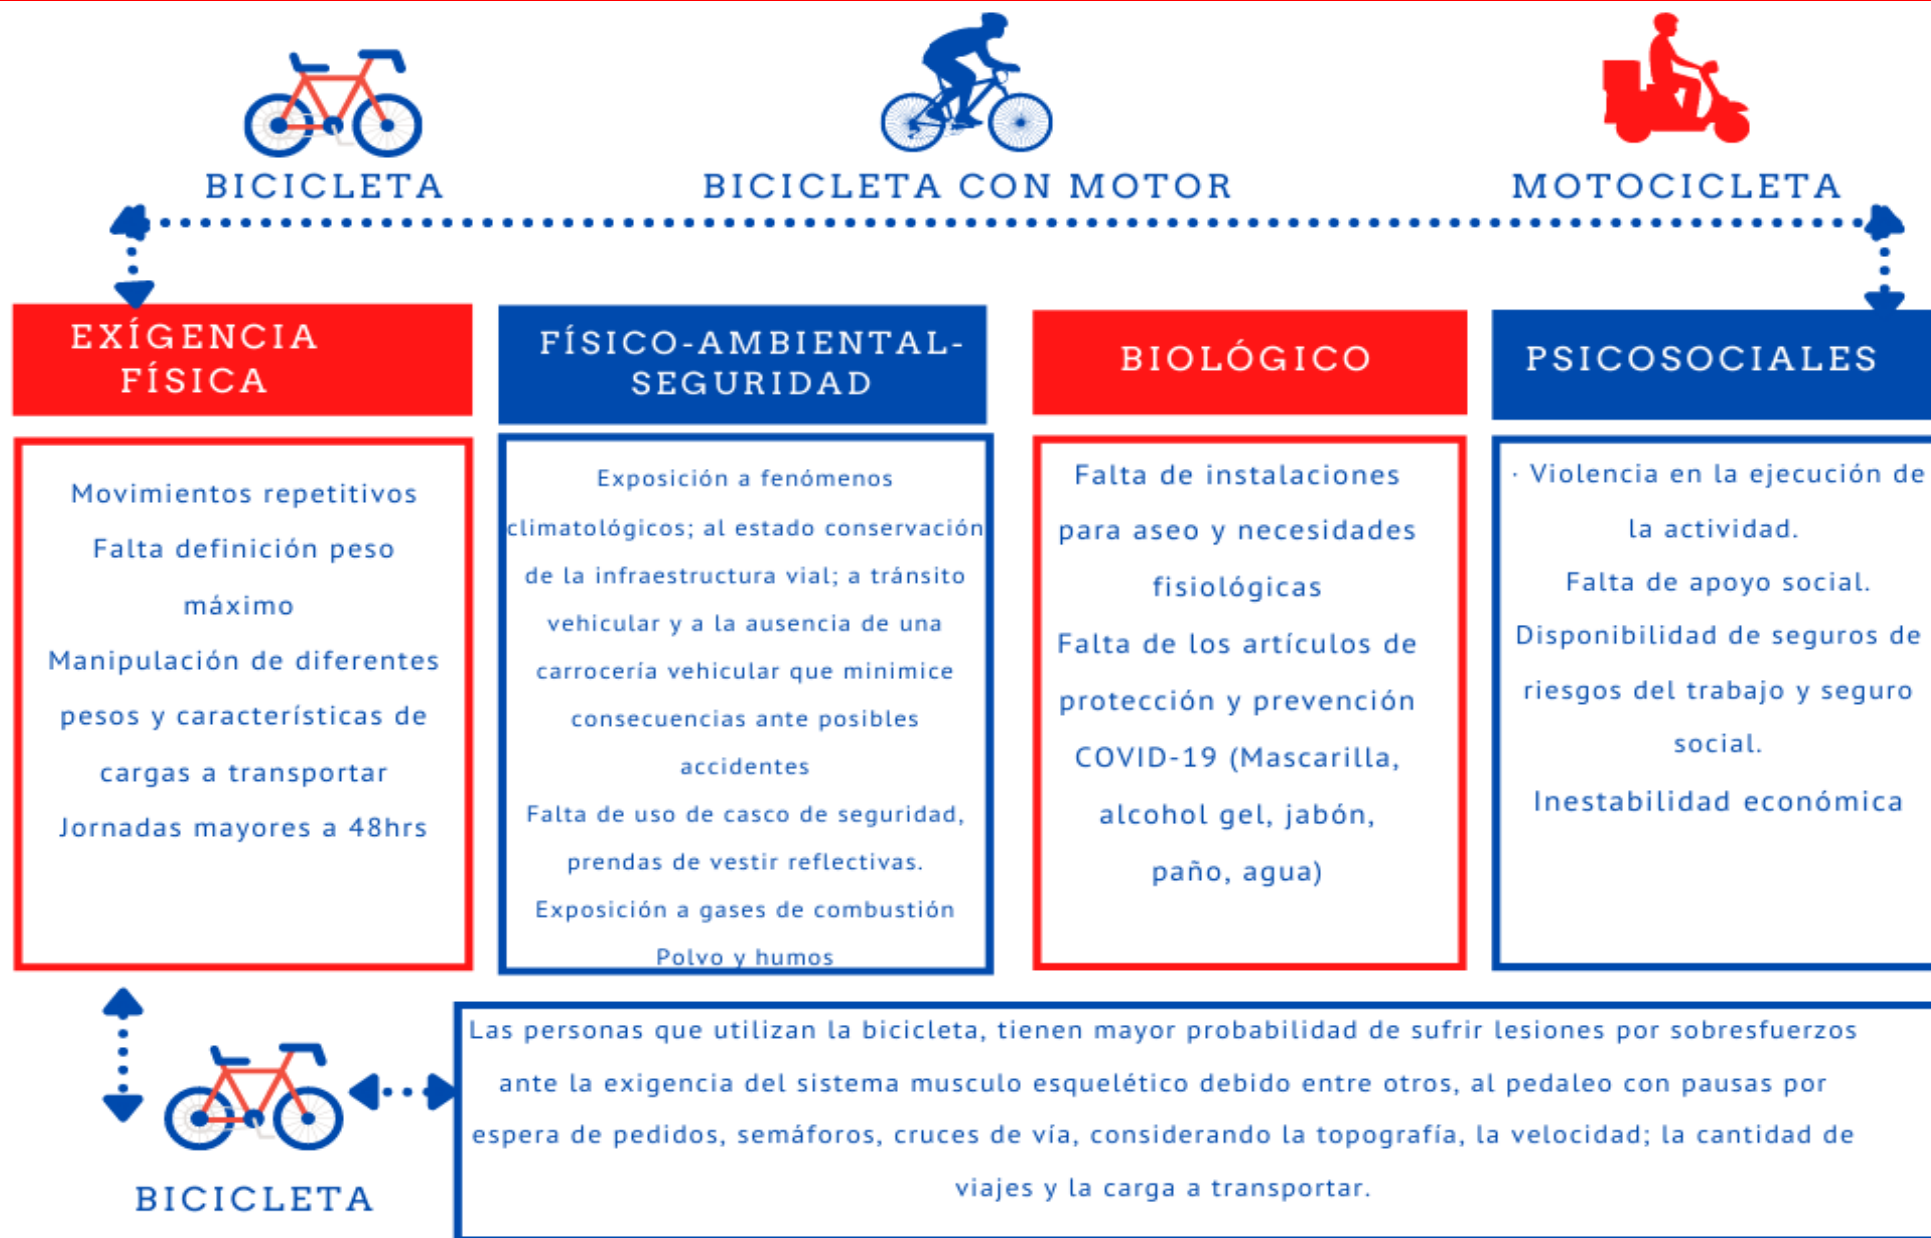 BICICLETA
BICICLETA CON MOTOR
MOTOCICLETA
EXÍGENCIA
FÍSICA
Movimientos repetitivos
Falta definición peso
máximo
Manipulación de diferentes
pesos y características de
cargas a transportar
Jornadas mayores a 48hrs
FÍSICO-AMBIENTAL-
SEGURIDAD
Exposición a fenómenos
climatológicos; al estado conservación
de la infraestructura vial; a tránsito
vehicular y a la ausencia de una
carrocería vehicular que minimice
consecuencias ante posibles
accidentes
Falta de uso de casco de seguridad,
prendas de vestir reflectivas.
Exposición a gases de combustión
Polvo y humos
BIOLÓGICO
Falta de instalaciones
para aseo y necesidades
fisiológicas
Falta de los artículos de
protección y prevención
COVID-19 (Mascarilla,
alcohol gel, jabón,
paño, agua)
PSICOSOCIALES
· Violencia en la ejecución de
la actividad.
Falta de apoyo social.
Disponibilidad de seguros de
riesgos del trabajo y seguro
social.
Inestabilidad económica
BICICLETA
Las personas que utilizan la bicicleta, tienen mayor probabilidad de sufrir lesiones por sobresfuerzos
ante la exigencia del sistema musculo esquelético debido entre otros, al pedaleo con pausas por
espera de pedidos, semáforos, cruces de vía, considerando la topografía, la velocidad; la cantidad de
viajes y la carga a transportar.